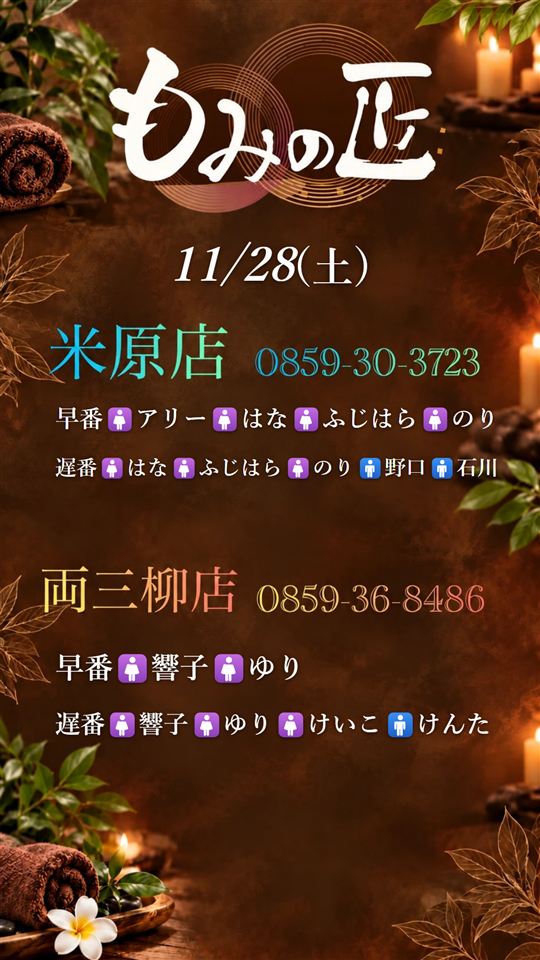 もみの匠
11/28(土)
米原店 0859-30-3723
早番🚺アリー🚺はな🚺ふじはら🚺のり
遅番🚺はな🚺ふじはら🚺のり🚹野口🚹石川
両三柳店 0859-36-8486
早番🚺響子🚺ゆり
遅番🚺響子🚺ゆり🚺けいこ🚹けんた